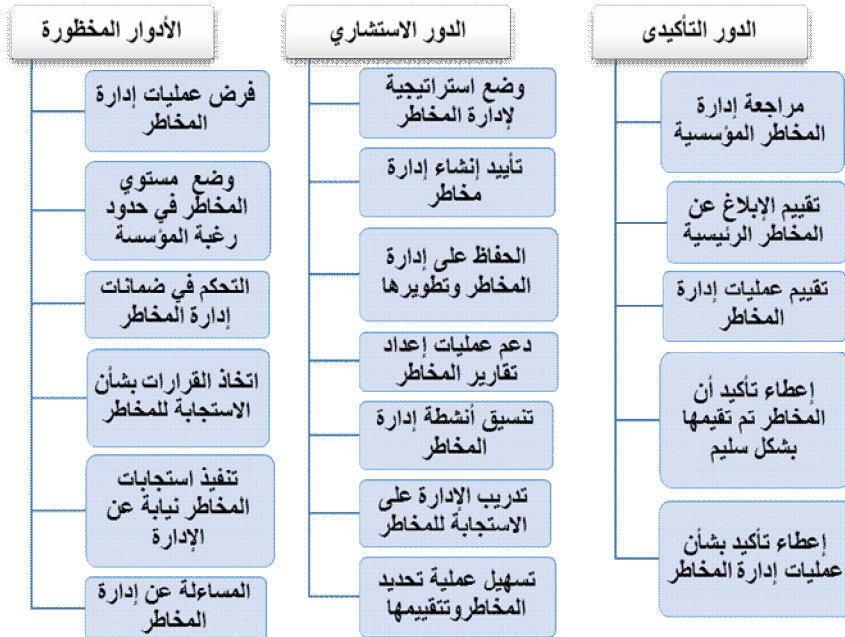 الدور التأكيدى
مراجعة إدارة
المخاطر المؤسسية
تقييم الإبلاغ عن
المخاطر الرئيسية
تقييم عمليات إدارة
المخاطر
إعطاء تأكيد أن
المخاطر تم تقيمها
بشكل سليم
إعطاء تأكيد بشأن
عمليات إدارة المخاطر
الدور الاستشاري
وضع استراتيجية
لإدارة المخاطر
تأييد إنشاء إدارة
مخاطر
الحفاظ على إدارة
المخاطر وتطويرها
دعم عمليات إعداد
تقارير المخاطر
تنسيق أنشطة إدارة
المخاطر
تدريب الإدارة على
الاستجابة للمخاطر
تسهيل عملية تحديد
المخاطروتتقييمها
الأدوار المخظورة
فرض عمليات إدارة
المخاطر
وضع مستوي
المخاطر في حدود
رغبة المؤسسة
التحكم في ضمانات
إدارة المخاطر
اتخاذ القرارات بشأن
الاستجابة للمخاطر
تنفيذ استجابات
المخاطر نيابة عن
الإدارة
المساءلة عن إدارة
المخاطر